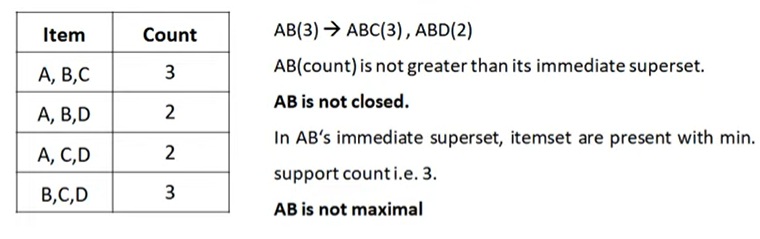 Item Count
A, B,C 3
A, B,D 2
A, C,D 2
B,C,D 3
AB(3) → ABC(3) , ABD(2)
AB(count) is not greater than its immediate superset.
AB is not closed.
In AB‘s immediate superset, itemset are present with min.
support count i.e. 3.
AB is not maximal